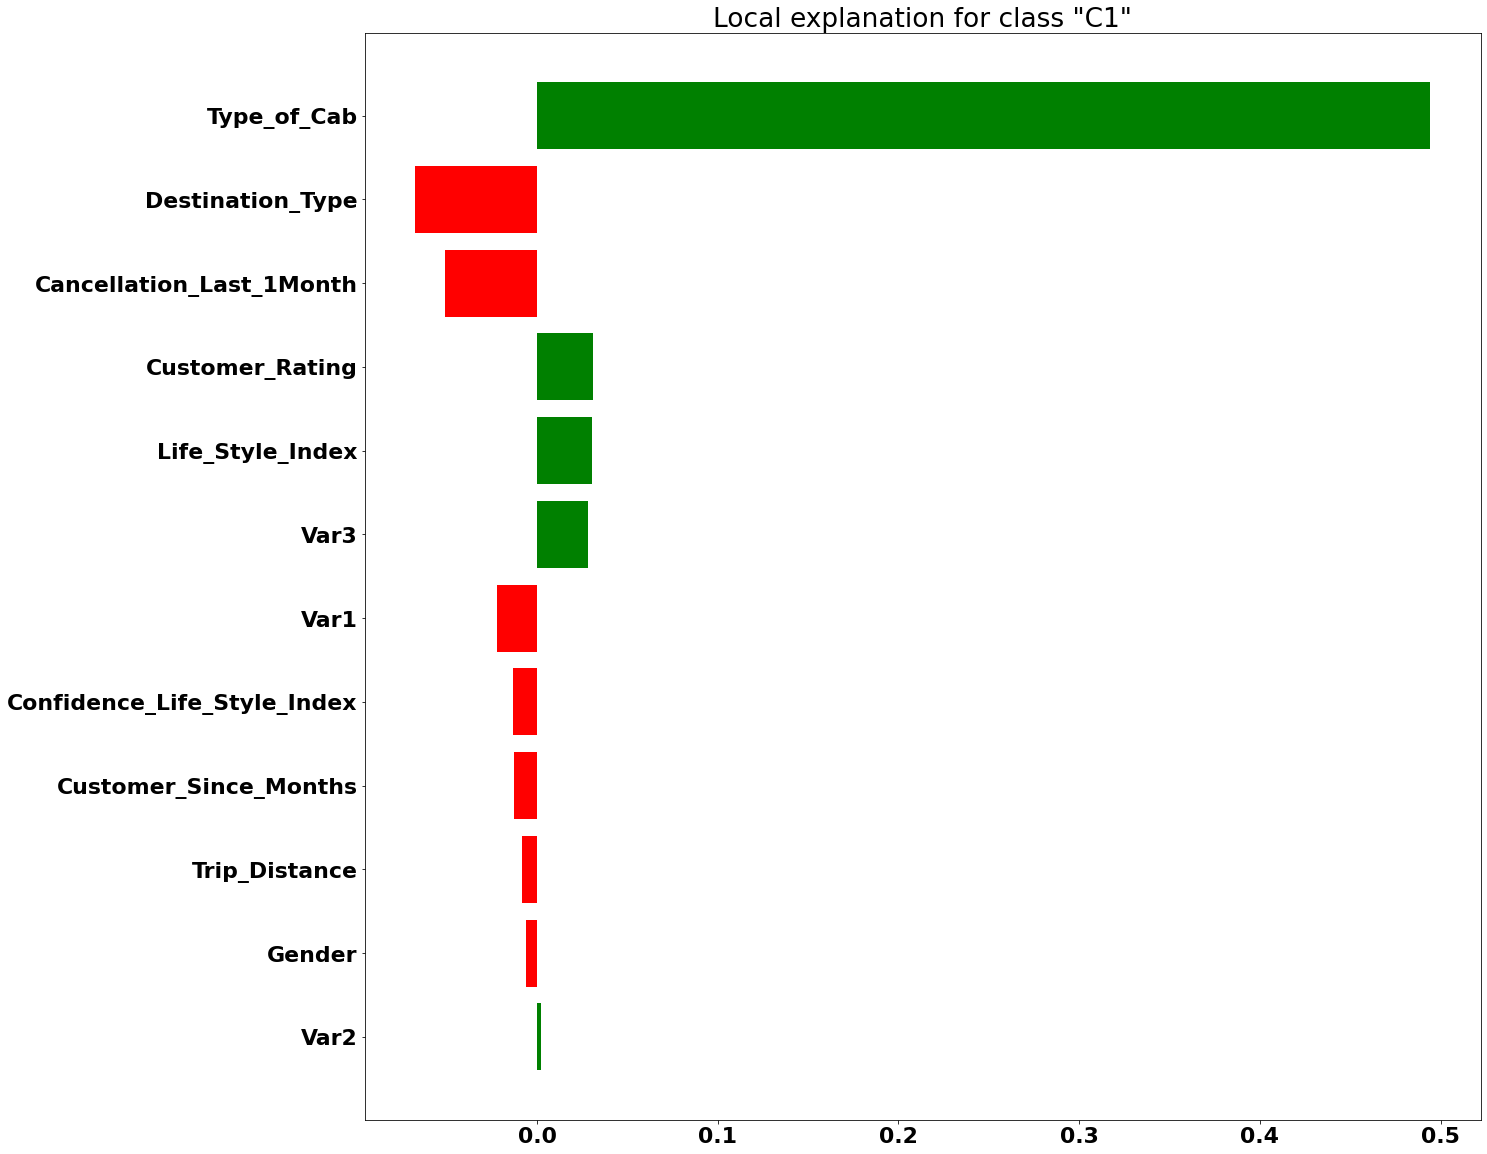 Local explanation for class "C1"
Type_of_Cab
Destination_Type
Cancellation_Last_1Month
Customer_Rating
Life_Style_Index
Var3
Var1
Confidence_Life_Style_Index
Customer_Since_Months
Trip_Distance
Gender
Var2
0.0 0.1 0.2 0.3 0.4 0.5